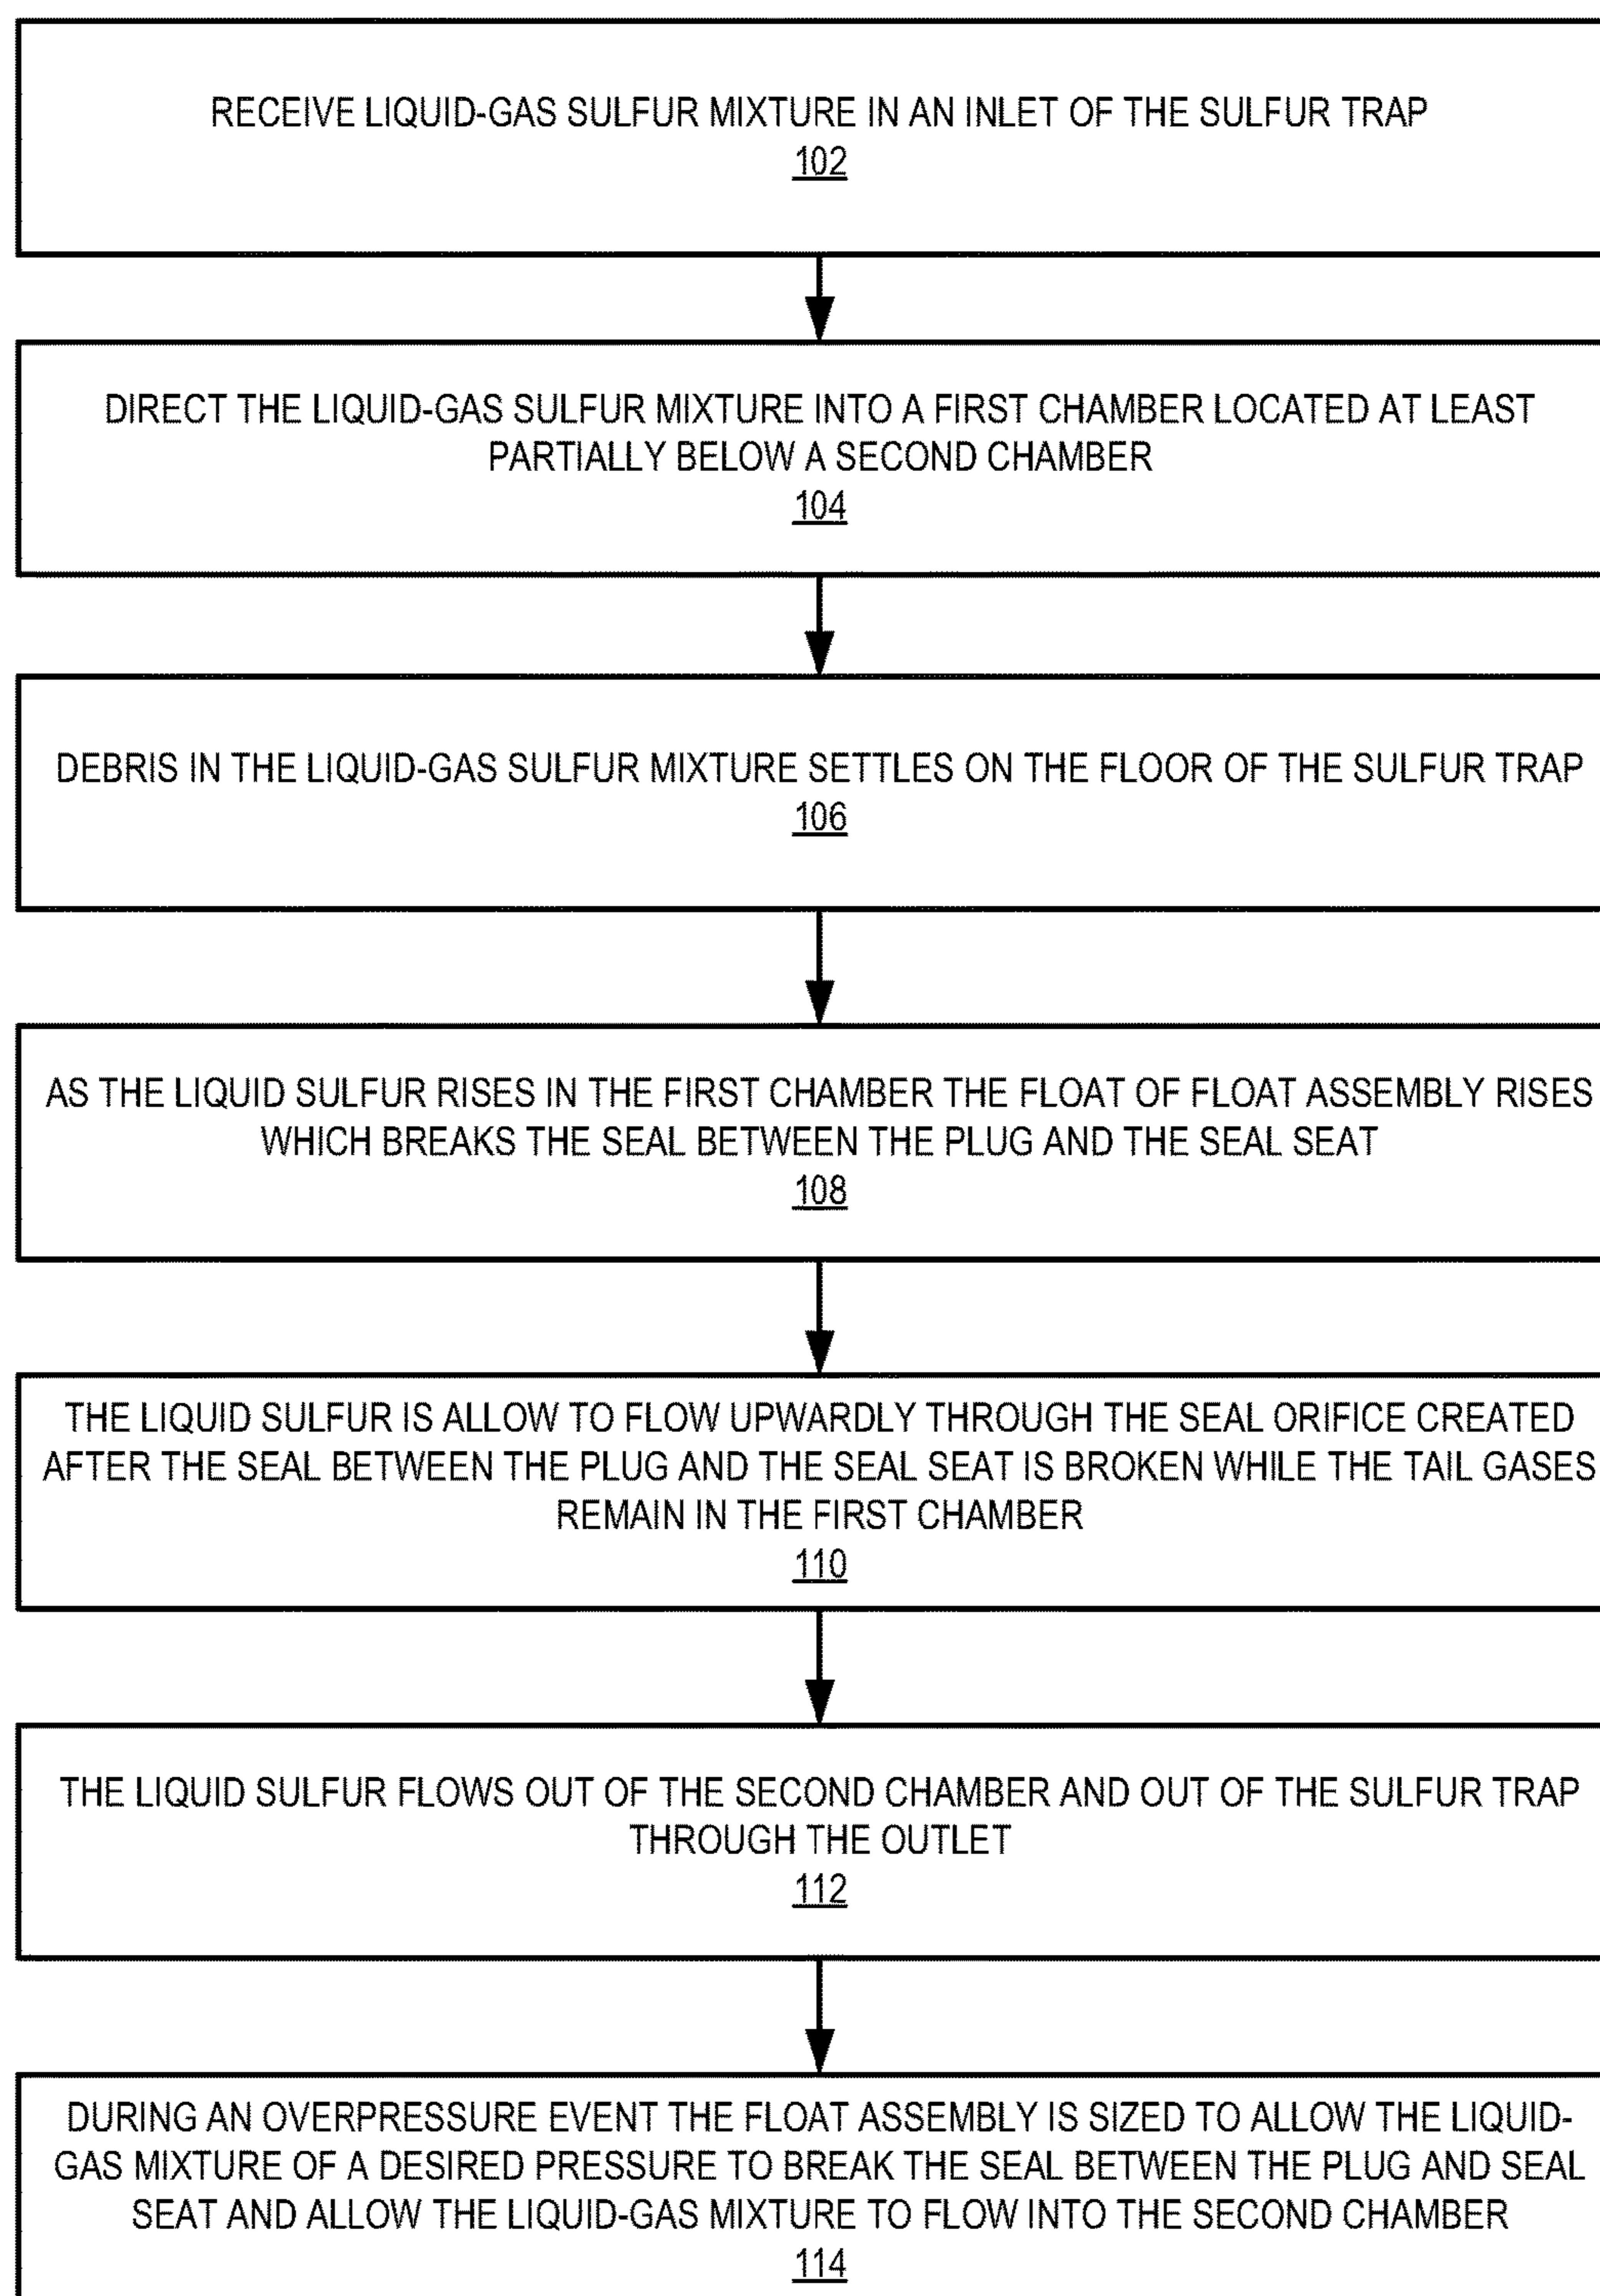 RECEIVE LIQUID-GAS SULFUR MIXTURE IN AN INLET OF THE SULFUR TRAP
102
DIRECT THE LIQUID-GAS SULFUR MIXTURE INTO A FIRST CHAMBER LOCATED AT LEAST
PARTIALLY BELOW A SECOND CHAMBER
104
DEBRIS IN THE LIQUID-GAS SULFUR MIXTURE SETTLES ON THE FLOOR OF THE SULFUR TRAP
106
AS THE LIQUID SULFUR RISES IN THE FIRST CHAMBER THE FLOAT OF FLOAT ASSEMBLY RISES
WHICH BREAKS THE SEAL BETWEEN THE PLUG AND THE SEAL SEAT
108
THE LIQUID SULFUR IS ALLOW TO FLOW UPWARDLY THROUGH THE SEAL ORIFICE CREATED
AFTER THE SEAL BETWEEN THE PLUG AND THE SEAL SEAT IS BROKEN WHILE THE TAIL GASES
REMAIN IN THE FIRST CHAMBER
110
THE LIQUID SULFUR FLOWS OUT OF THE SECOND CHAMBER AND OUT OF THE SULFUR TRAP
THROUGH THE OUTLET
112
DURING AN OVERPRESSURE EVENT THE FLOAT ASSEMBLY IS SIZED TO ALLOW THE LIQUID-
GAS MIXTURE OF A DESIRED PRESSURE TO BREAK THE SEAL BETWEEN THE PLUG AND SEAL
SEAT AND ALLOW THE LIQUID-GAS MIXTURE TO FLOW INTO THE SECOND CHAMBER
114